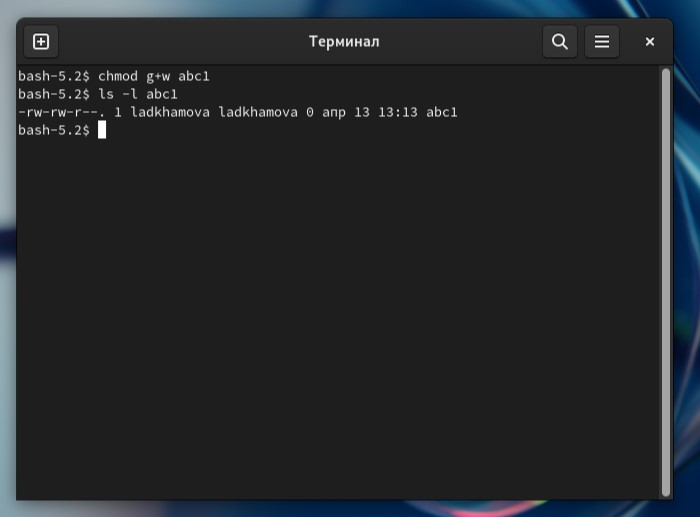 Терминал
bash-5.2$ chmod g+w abc1
bash-5.2$ ls -l abc1
-rw-rw-r--. 1 ladkhamova ladkhamova 0 апр 13 13:13 abc1
bash-5.2$